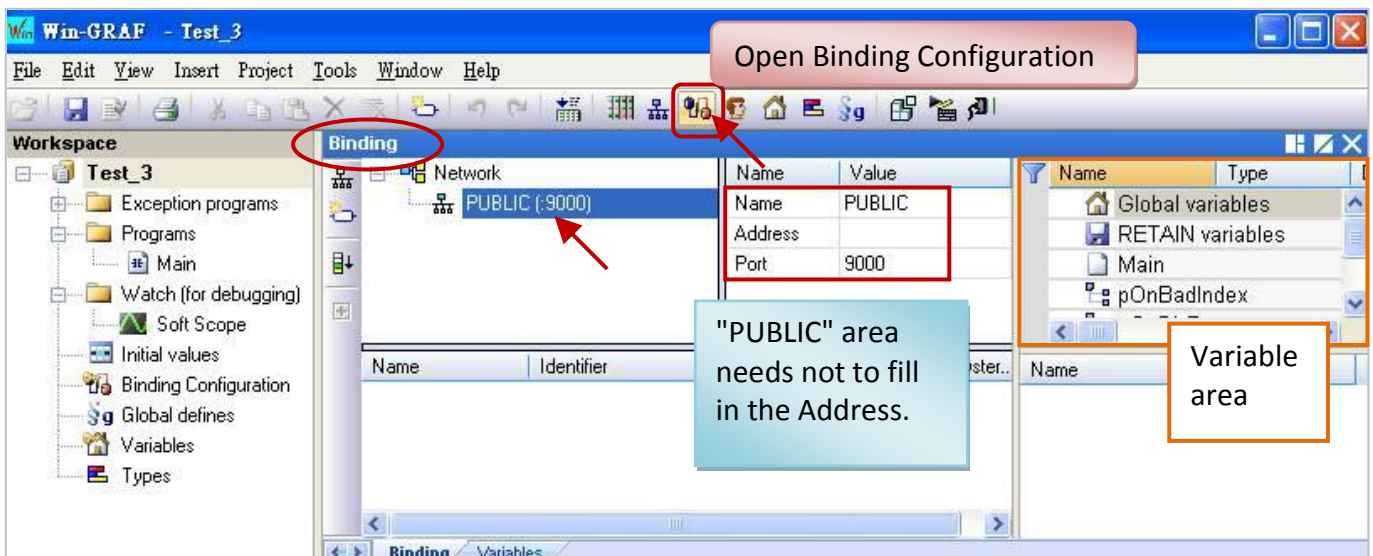 Win-GRAF - Test_3
Open Binding Configuration
File Edit View Insert Project Tools Window Help
Workspace
Binding
Test_3
Exception programs
Programs
Main
Watch (for debugging)
Soft Scope
Initial values
Binding Configuration
Global defines
Variables
Types
Network
PUBLIC (:9000)
Name Value
Name PUBLIC
Address
Port 9000
Name Type
Global variables
RETAIN variables
Main
pOnBadIndex
"PUBLIC" area
needs not to fill
in the Address.
Variable
area
Name Identifier
Name
Binding Variables